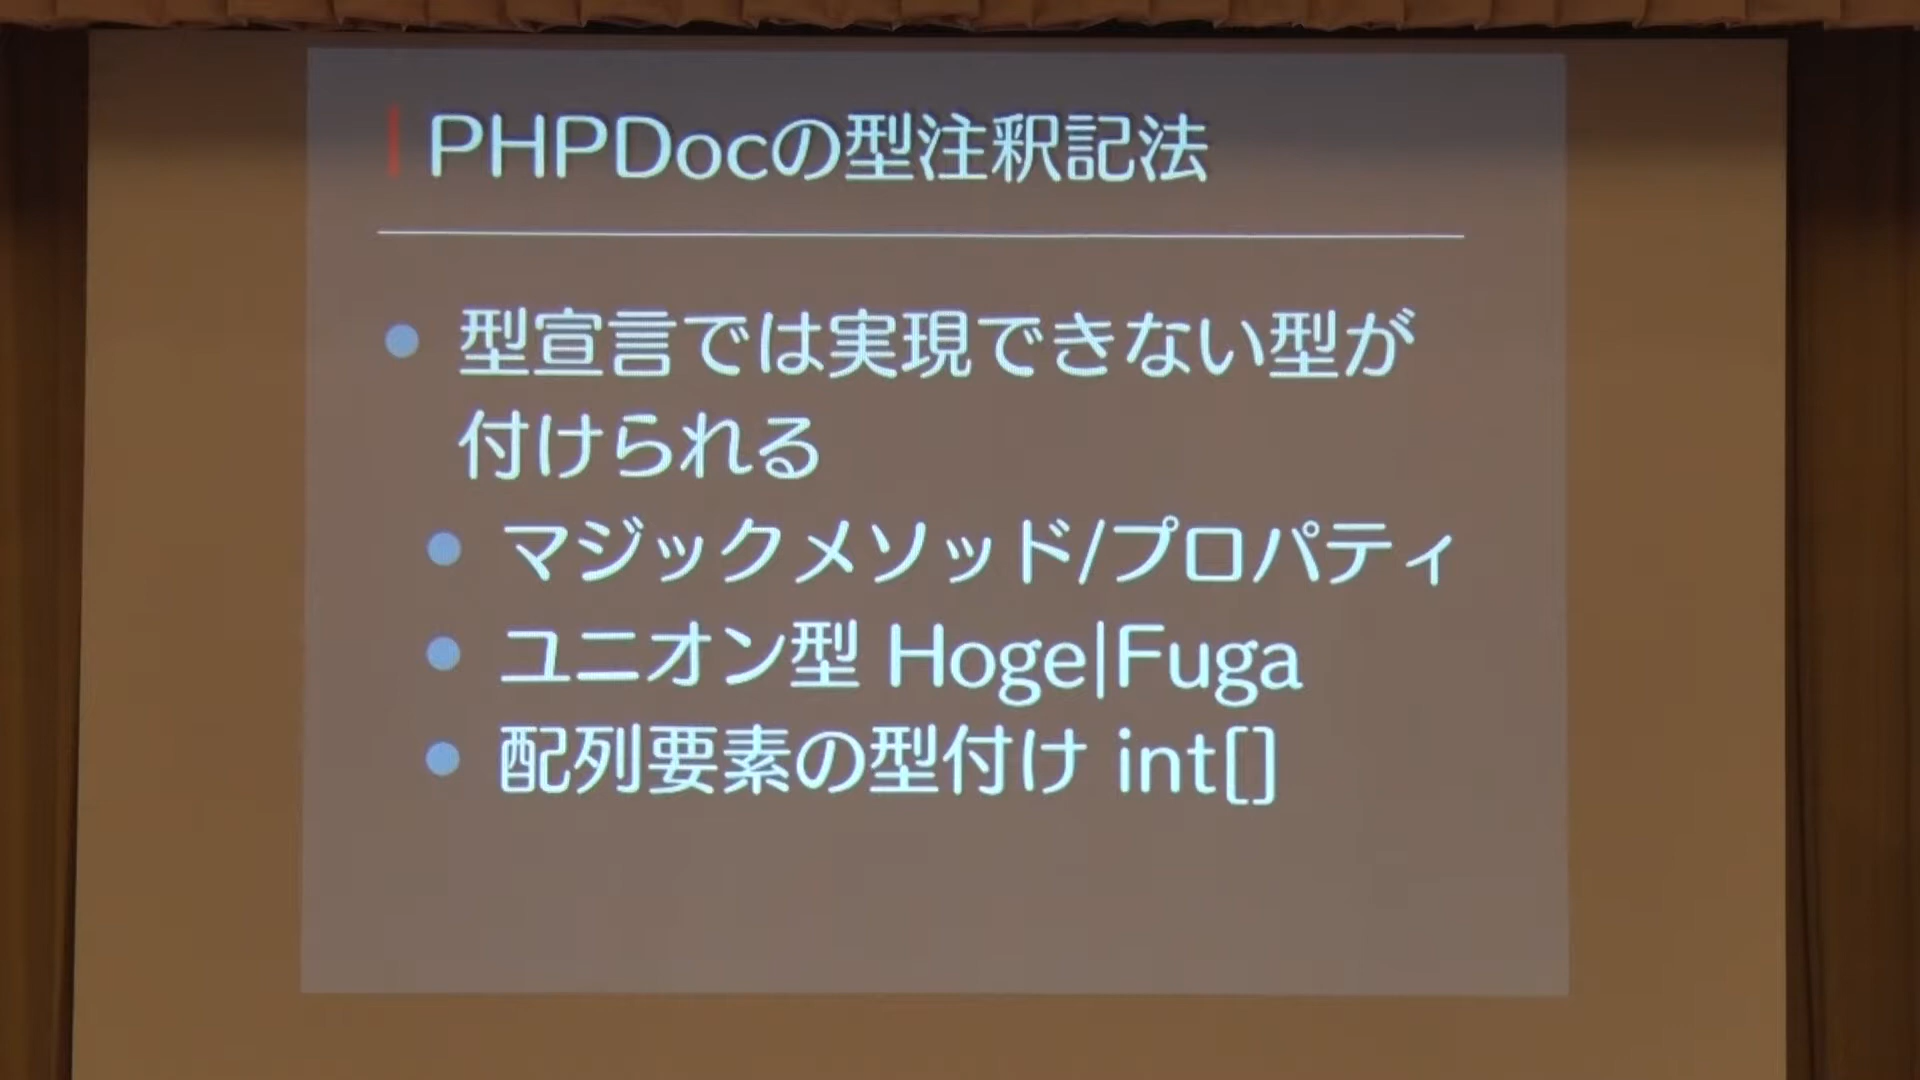 PHPDocの型注釈記法
型宣言では実現できない型が
付けられる
マジックメソッド/プロパティ
ユニオン型 Hoge|Fuga
配列要素の型付け int[]